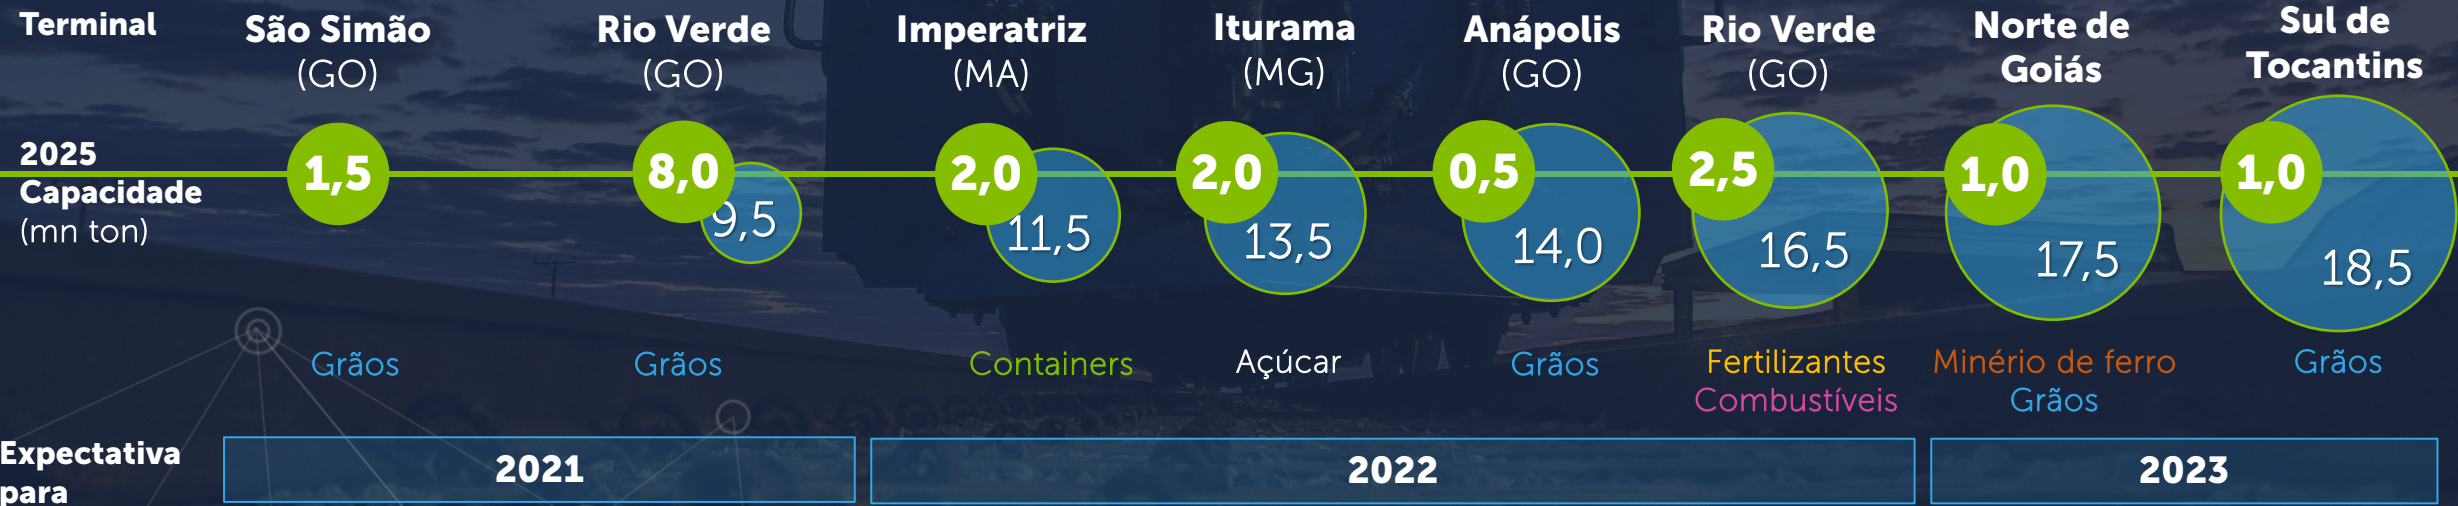 Terminal
São Simão
(GO)
Rio Verde
(GO)
Imperatriz
(MA)
Iturama
(MG)
Anápolis
(GO)
Rio Verde
(GO)
Norte de
Goiás
Sul de
Tocantins
2025
Capacidade
(mn ton)
1,5
8,0
9,5
2,0
11,5
2,0
13,5
0,5
14,0
2,5
16,5
1,0
17,5
1,0
18,5
Grãos
Grãos
Containers
Açúcar
Grãos
Fertilizantes
Combustíveis
Minério de ferro
Grãos
Grãos
Expectativa
para
2021
2022
2023